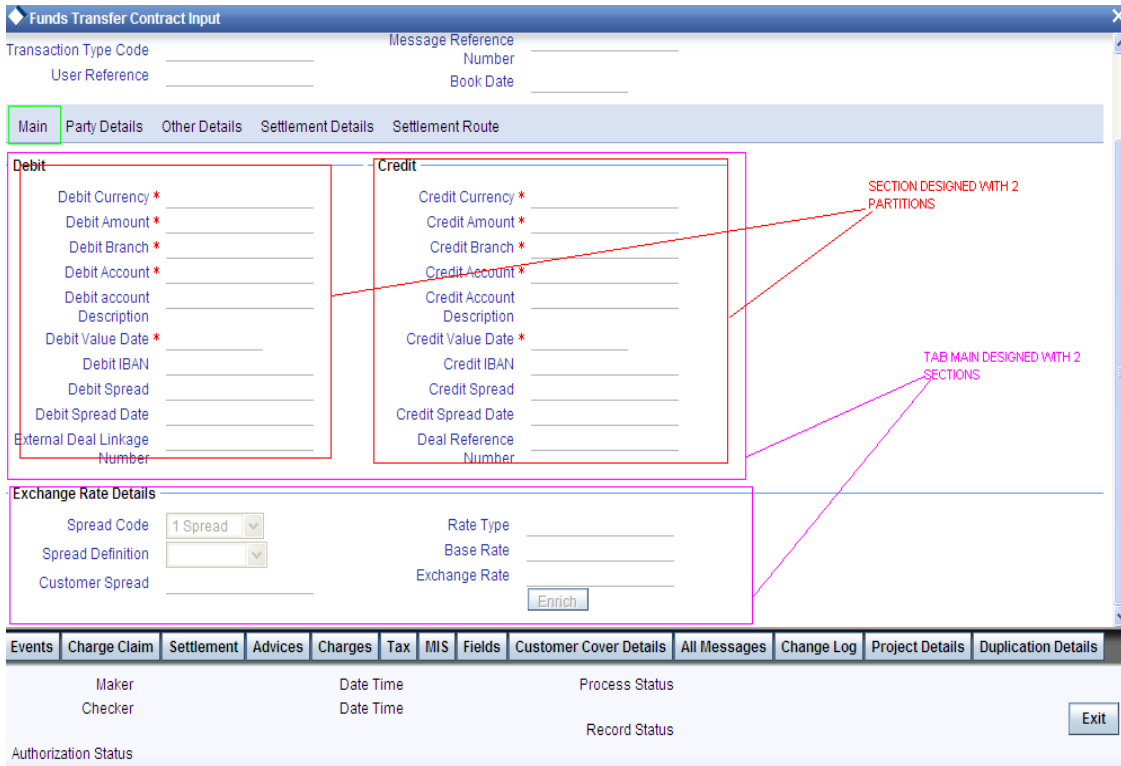 Funds Transfer Contract Input
Transaction Type Code
Message Reference
Number
User Reference
Book Date
Main Party Details Other Details Settlement Details Settlement Route
Debit
Debit Currency *
Debit Amount *
Debit Branch *
Debit Account *
Debit account
Description
Debit Value Date *
Debit IBAN
Debit Spread
Debit Spread Date
External Deal Linkage
Number
Credit
Credit Currency *
Credit Amount *
Credit Branch *
Credit Account *
Credit Account
Description
Credit Value Date *
Credit IBAN
Credit Spread
Credit Spread Date
Deal Reference
Number
SECTION DESIGNED WITH 2
PARTITIONS
TAB MAIN DESIGNED WITH 2
SECTIONS
Exchange Rate Details
Spread Code 1 Spread
Spread Definition
Customer Spread
Rate Type
Base Rate
Exchange Rate
Enrich
Events Charge Claim Settlement Advices Charges Tax MIS Fields Customer Cover Details All Messages Change Log Project Details Duplication Details
Maker Date Time Process Status
Checker Date Time
Record Status
Exit
Authorization Status